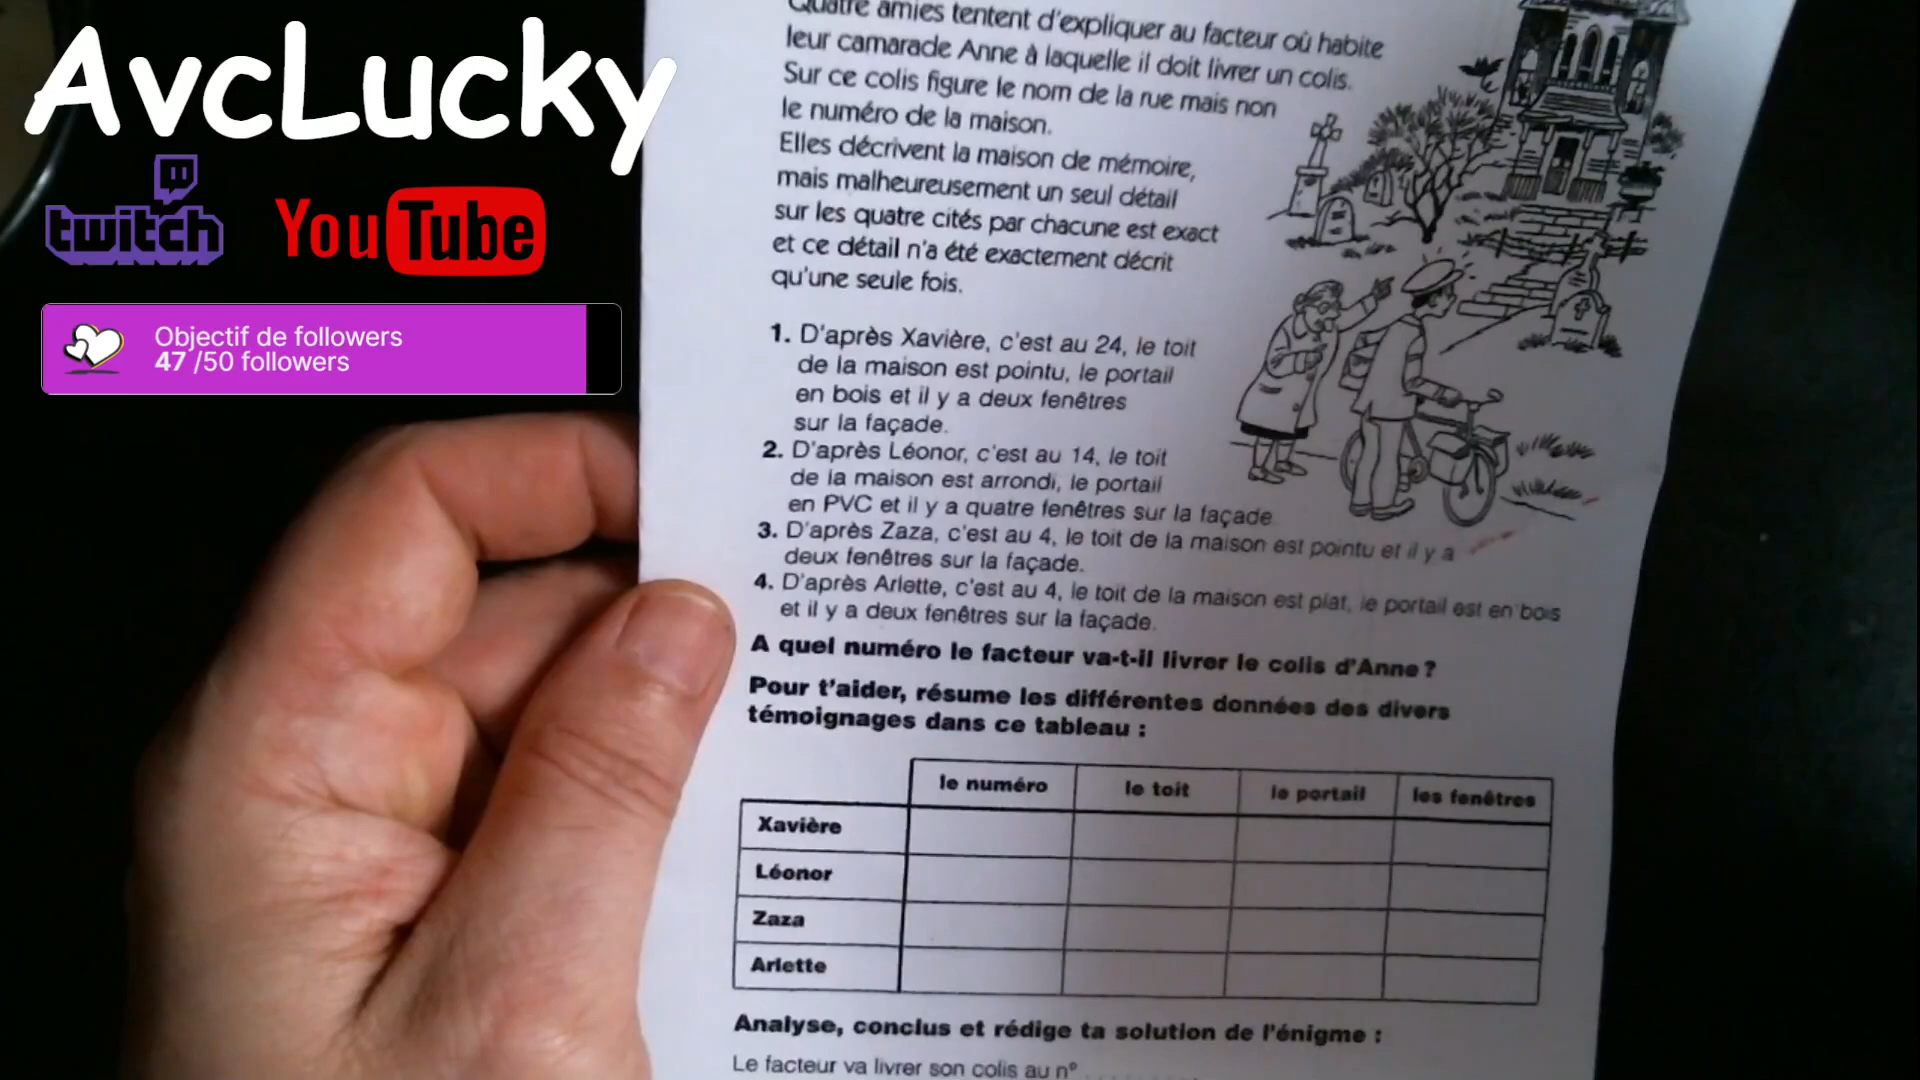 AvcLucky
twitch
YouTube
Objectif de followers
47 /50 followers
Quatre amies tentent d'expliquer au facteur où habite
leur camarade Anne à laquelle il doit livrer un colis.
Sur ce colis figure le nom de la rue mais non
le numéro de la maison.
Elles décrivent la maison de mémoire,
mais malheureusement un seul détail
sur les quatre cités par chacune est exact
et ce détail n'a été exactement décrit
qu'une seule fois.
1. D'après Xavière, c'est au 24, le toit
de la maison est pointu, le portail
en bois et il y a deux fenêtres
sur la façade.
2. D'après Léonor, c'est au 14, le toit
de la maison est arrondi, le portail
en PVC et il y a quatre fenêtres sur la façade.
3. D'après Zaza, c'est au 4, le toit de la maison est pointu et il y a
deux fenêtres sur la façade.
4. D'après Arlette, c'est au 4, le toit de la maison est plat, le portail est en bois
et il y a deux fenêtres sur la façade.
A quel numéro le facteur va-t-il livrer le colis d'Anne ?
Pour t'aider, résume les différentes données des divers
témoignages dans ce tableau :
le numéro le toit le portail les fenêtres
Xavière
Léonor
Zaza
Arlette
Analyse, conclus et rédige ta solution de l'énigme :
Le facteur va livrer son colis au n° ............